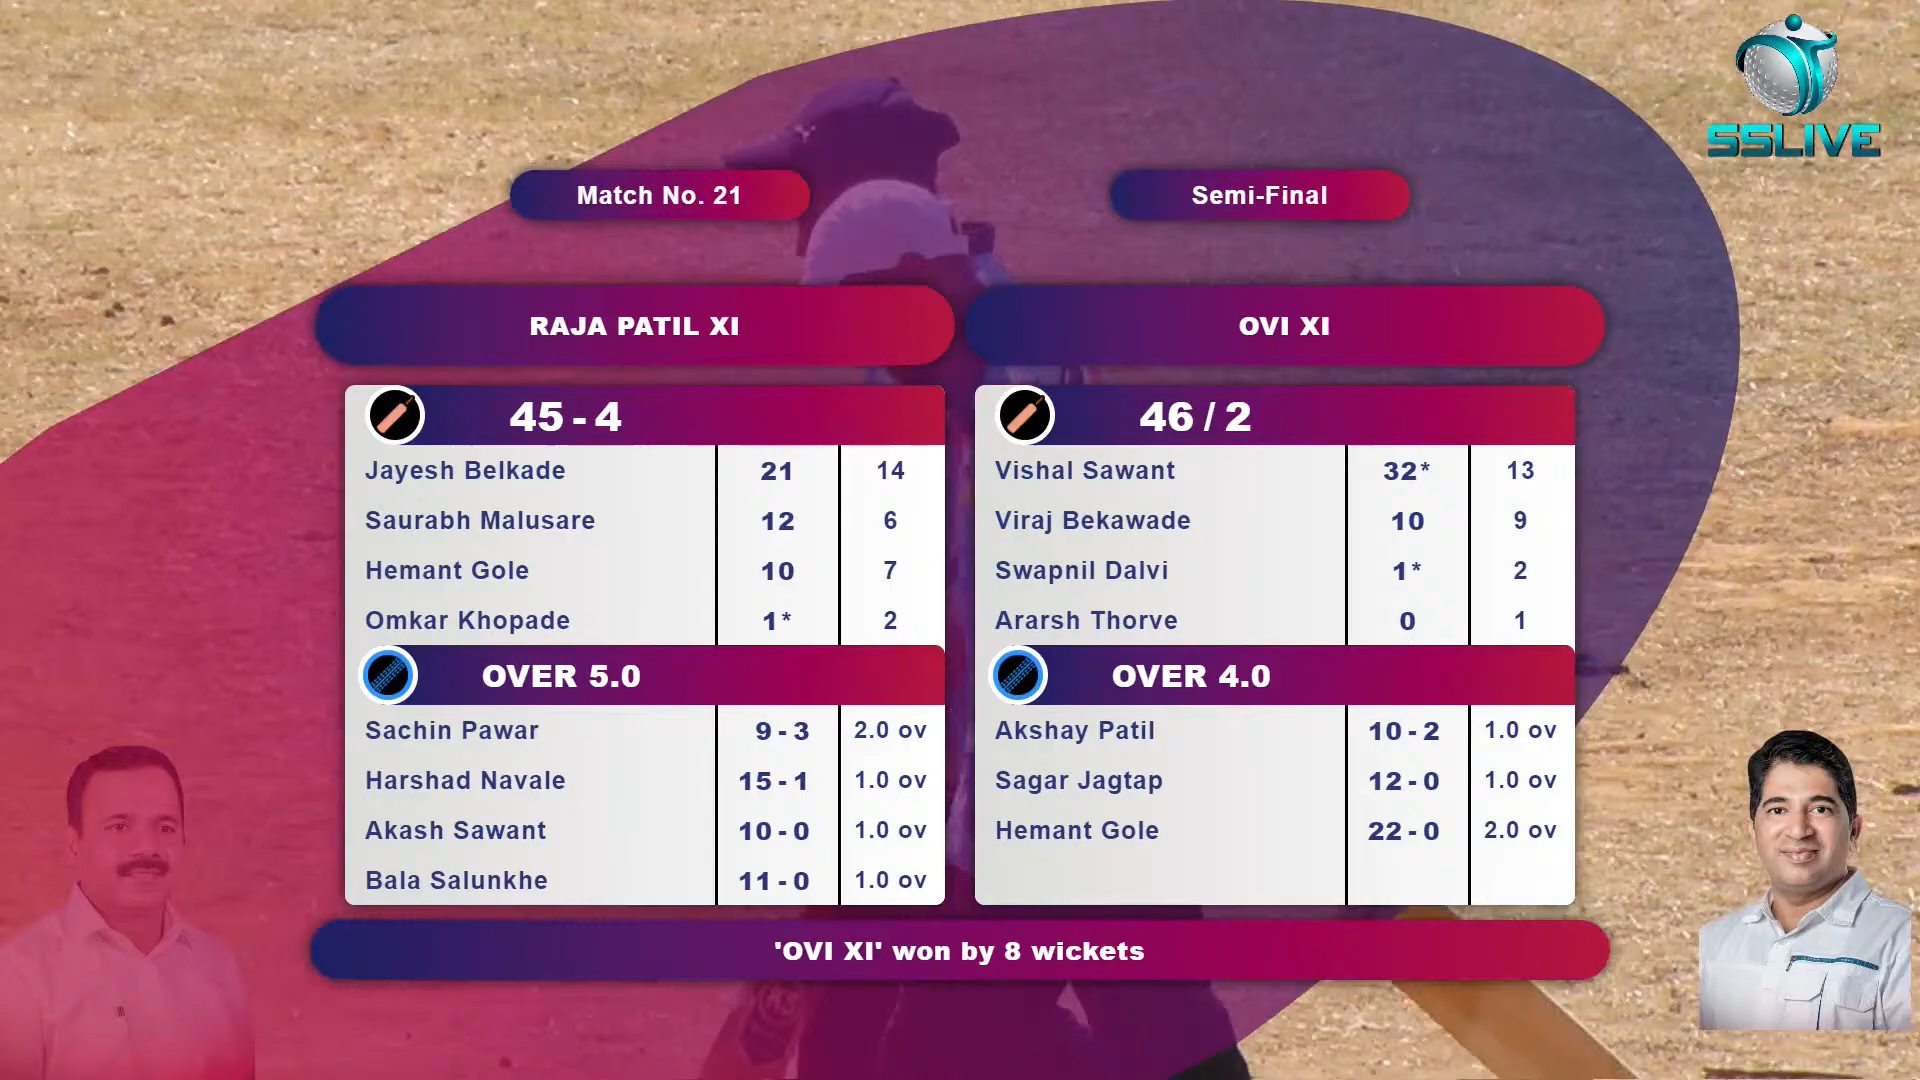 SSLIVE
Match No. 21
Semi-Final
RAJA PATIL XI
OVI XI
45 - 4
Jayesh Belkade 21 14
Saurabh Malusare 12 6
Hemant Gole 10 7
Omkar Khopade 1* 2
OVER 5.0
Sachin Pawar 9 - 3 2.0 ov
Harshad Navale 15 - 1 1.0 ov
Akash Sawant 10 - 0 1.0 ov
Bala Salunkhe 11 - 0 1.0 ov
46 / 2
Vishal Sawant 32* 13
Viraj Bekawade 10 9
Swapnil Dalvi 1* 2
Ararsh Thorve 0 1
OVER 4.0
Akshay Patil 10 - 2 1.0 ov
Sagar Jagtap 12 - 0 1.0 ov
Hemant Gole 22 - 0 2.0 ov
'OVI XI' won by 8 wickets